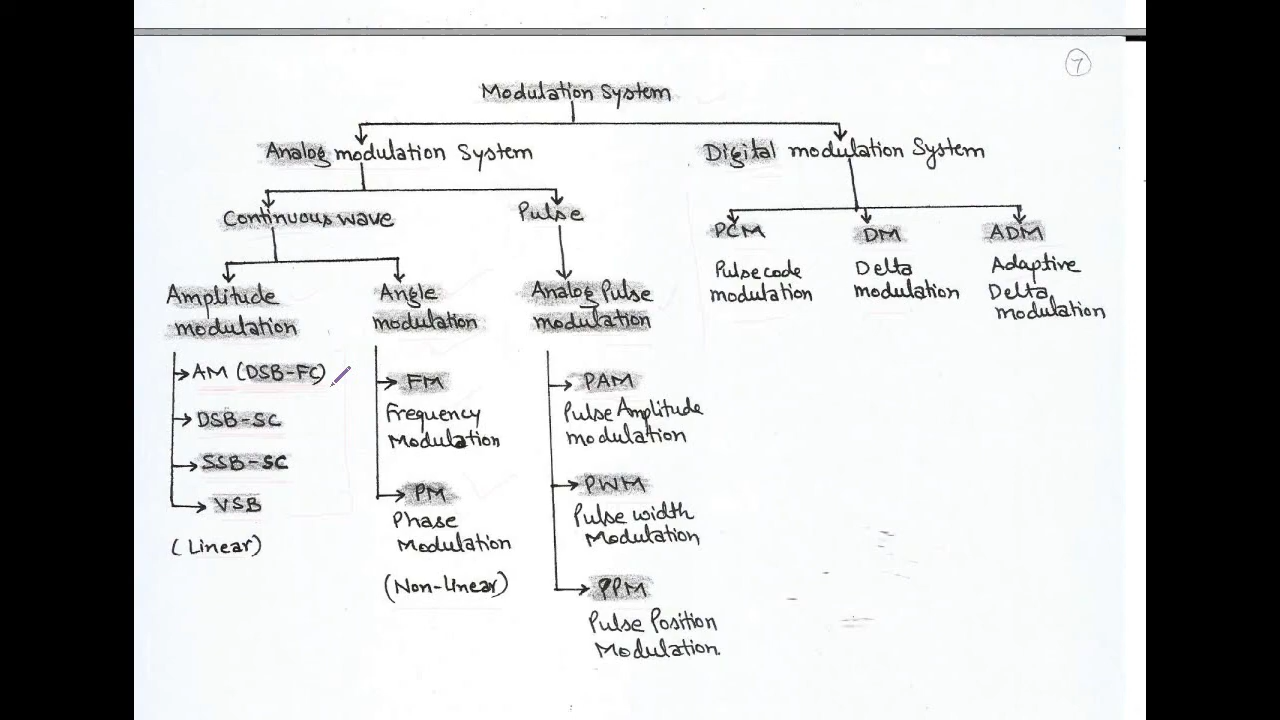 7
Modulation System
Analog modulation System
Digital modulation System
Continuous wave
Pulse
PCM
Pulse code
modulation
DM
Delta
modulation
ADM
Adaptive
Delta
modulation
Amplitude
modulation
AM (DSB-FC)
DSB-SC
SSB-SC
VSB
(Linear)
Angle
modulation
FM
Frequency
Modulation
PM
Phase
Modulation
(Non-Linear)
Analog Pulse
modulation
PAM
Pulse Amplitude
modulation
PWM
Pulse width
Modulation
PPM
Pulse Position
Modulation.